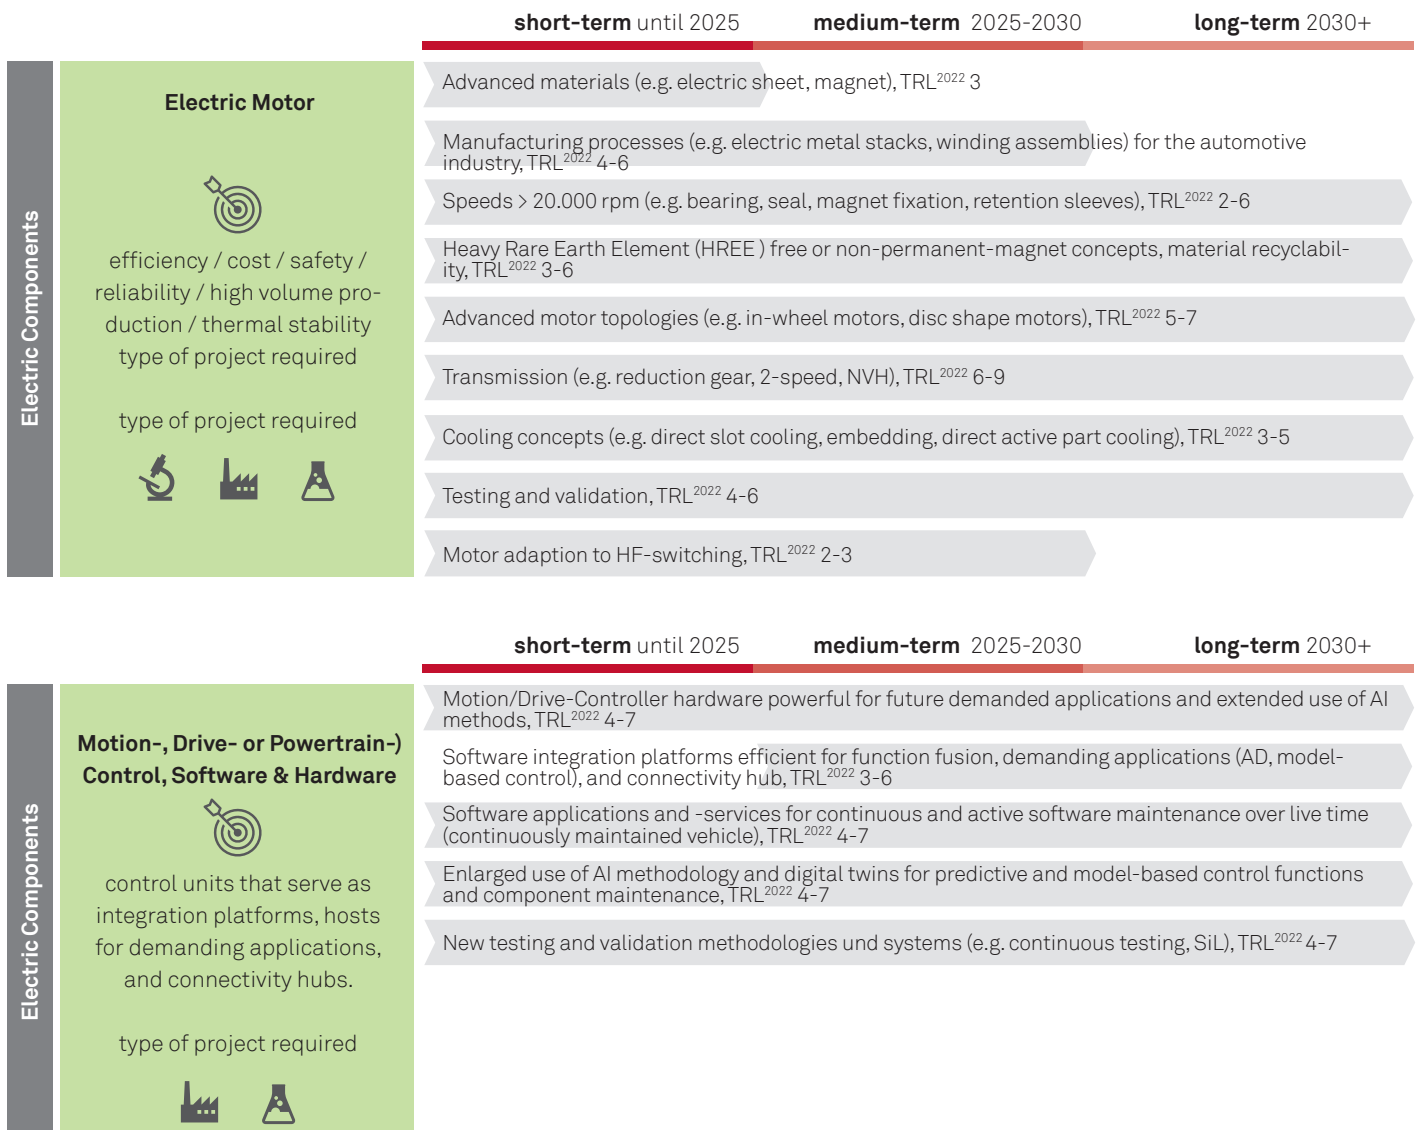 short-term until 2025 medium-term 2025-2030 long-term 2030+
Electric Components
Electric Motor
efficiency / cost / safety /
reliability / high volume pro-
duction / thermal stability
type of project required
type of project required
Advanced materials (e.g. electric sheet, magnet), TRL2022 3
Manufacturing processes (e.g. electric metal stacks, winding assemblies) for the automotive
industry, TRL2022 4-6
Speeds > 20.000 rpm (e.g. bearing, seal, magnet fixation, retention sleeves), TRL2022 2-6
Heavy Rare Earth Element (HREE ) free or non-permanent-magnet concepts, material recyclabil-
ity, TRL2022 3-6
Advanced motor topologies (e.g. in-wheel motors, disc shape motors), TRL2022 5-7
Transmission (e.g. reduction gear, 2-speed, NVH), TRL2022 6-9
Cooling concepts (e.g. direct slot cooling, embedding, direct active part cooling), TRL2022 3-5
Testing and validation, TRL2022 4-6
Motor adaption to HF-switching, TRL2022 2-3
short-term until 2025 medium-term 2025-2030 long-term 2030+
Electric Components
Motion-, Drive- or Powertrain-)
Control, Software & Hardware
control units that serve as
integration platforms, hosts
for demanding applications,
and connectivity hubs.
type of project required
Motion/Drive-Controller hardware powerful for future demanded applications and extended use of AI
methods, TRL2022 4-7
Software integration platforms efficient for function fusion, demanding applications (AD, model-
based control), and connectivity hub, TRL2022 3-6
Software applications and -services for continuous and active software maintenance over live time
(continuously maintained vehicle), TRL2022 4-7
Enlarged use of AI methodology and digital twins for predictive and model-based control functions
and component maintenance, TRL2022 4-7
New testing and validation methodologies und systems (e.g. continuous testing, SiL), TRL2022 4-7